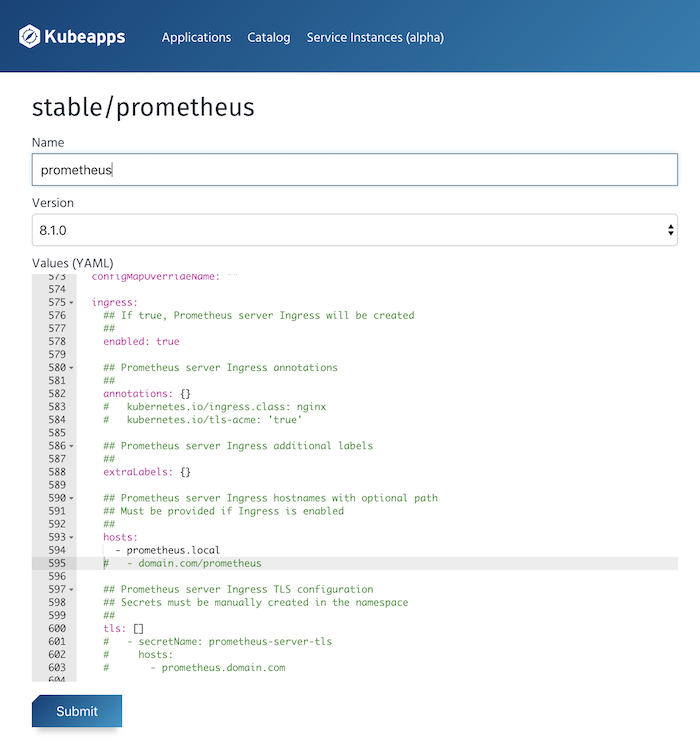 Kubeapps Applications Catalog Service Instances (alpha)
stable/prometheus
Name
prometheus
Version
8.1.0
Values (YAML)
573 configMapOverrideName: ""
574
575 ingress:
576 ## If true, Prometheus server Ingress will be created
577 ##
578 enabled: true
579
580 ## Prometheus server Ingress annotations
581 ##
582 annotations: {}
583 #   kubernetes.io/ingress.class: nginx
584 #   kubernetes.io/tls-acme: 'true'
585
586 ## Prometheus server Ingress additional labels
587 ##
588 extraLabels: {}
589
590 ## Prometheus server Ingress hostnames with optional path
591 ## Must be provided if Ingress is enabled
592 ##
593 hosts:
594   - prometheus.local
595 #   - domain.com/prometheus
596
597 ## Prometheus server Ingress TLS configuration
598 ## Secrets must be manually created in the namespace
599 ##
600 tls: []
601 #   - secretName: prometheus-server-tls
602 #     hosts:
603 #       - prometheus.domain.com
604
Submit